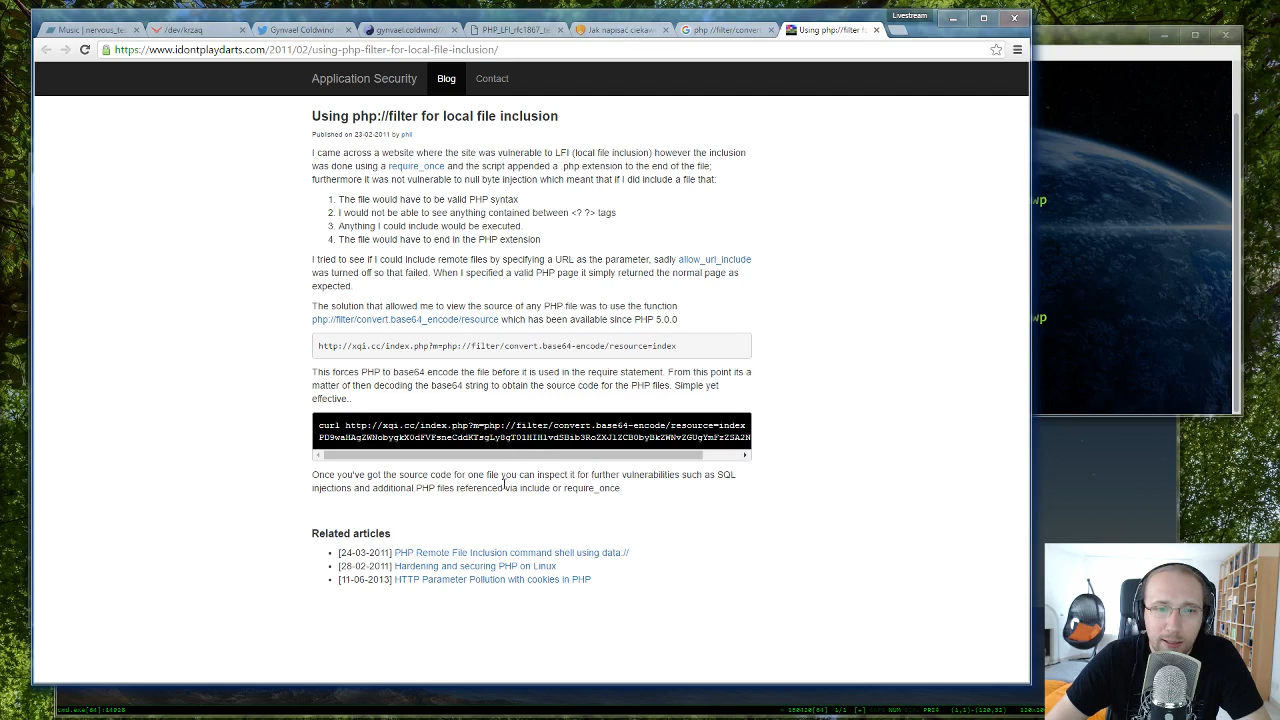 Livestream
Music | Nervous_te
/dev/krzaq
Gynvael Coldwind
gynvael.coldwind//
PHP_LFI_rfc1867_te
Jak napisać ciekaw
php //filter/conver
Using php://filter f
https://www.idontplaydarts.com/2011/02/using-php-filter-for-local-file-inclusion/
Application Security
Blog
Contact
Using php://filter for local file inclusion
Published on 23-02-2011 by phil
I came across a website where the site was vulnerable to LFI (local file inclusion) however the inclusion
was done using a require_once and the script appended a .php extension to the end of the file;
furthermore it was not vulnerable to null byte injection which meant that if I did include a file that:
1. The file would have to be valid PHP syntax
2. I would not be able to see anything contained between <? ?> tags
3. Anything I could include would be executed.
4. The file would have to end in the PHP extension
I tried to see if I could include remote files by specifying a URL as the parameter, sadly allow_url_include
was turned off so that failed. When I specified a valid PHP page it simply returned the normal page as
expected.
The solution that allowed me to view the source of any PHP file was to use the function
php://filter/convert.base64_encode/resource which has been available since PHP 5.0.0
http://xqi.cc/index.php?m=php://filter/convert.base64-encode/resource=index
This forces PHP to base64 encode the file before it is used in the require statement. From this point its a
matter of then decoding the base64 string to obtain the source code for the PHP files. Simple yet
effective..
curl http://xqi.cc/index.php?m=php://filter/convert.base64-encode/resource=index
Once you've got the source code for one file you can inspect it for further vulnerabilities such as SQL
injections and additional PHP files referenced via include or require_once.
Related articles
• [24-03-2011] PHP Remote File Inclusion command shell using data://
• [28-02-2011] Hardening and securing PHP on Linux
• [11-06-2013] HTTP Parameter Pollution with cookies in PHP
wp
wp
cmd.exe[64]:14928
NUM
PRI
(1,1)-(120,32)